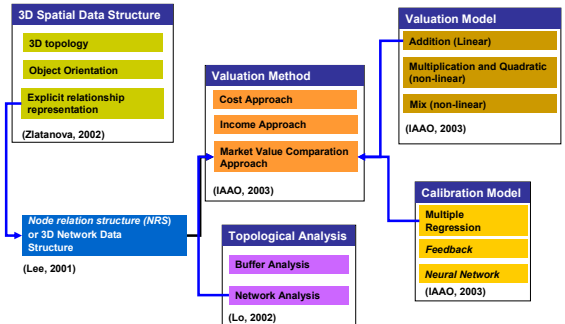 3D Spatial Data Structure
3D topology
Object Orientation
Explicit relationship
representation
(Zlatanova, 2002)
Node relation structure (NRS)
or 3D Network Data
Structure
(Lee, 2001)
Valuation Method
Cost Approach
Income Approach
Market Value Comparation
Approach
(IAAO, 2003)
Topological Analysis
Buffer Analysis
Network Analysis
(Lo, 2002)
Valuation Model
Addition (Linear)
Multiplication and Quadratic
(non-linear)
Mix (non-linear)
(IAAO, 2003)
Calibration Model
Multiple
Regression
Feedback
Neural Network
(IAAO, 2003)